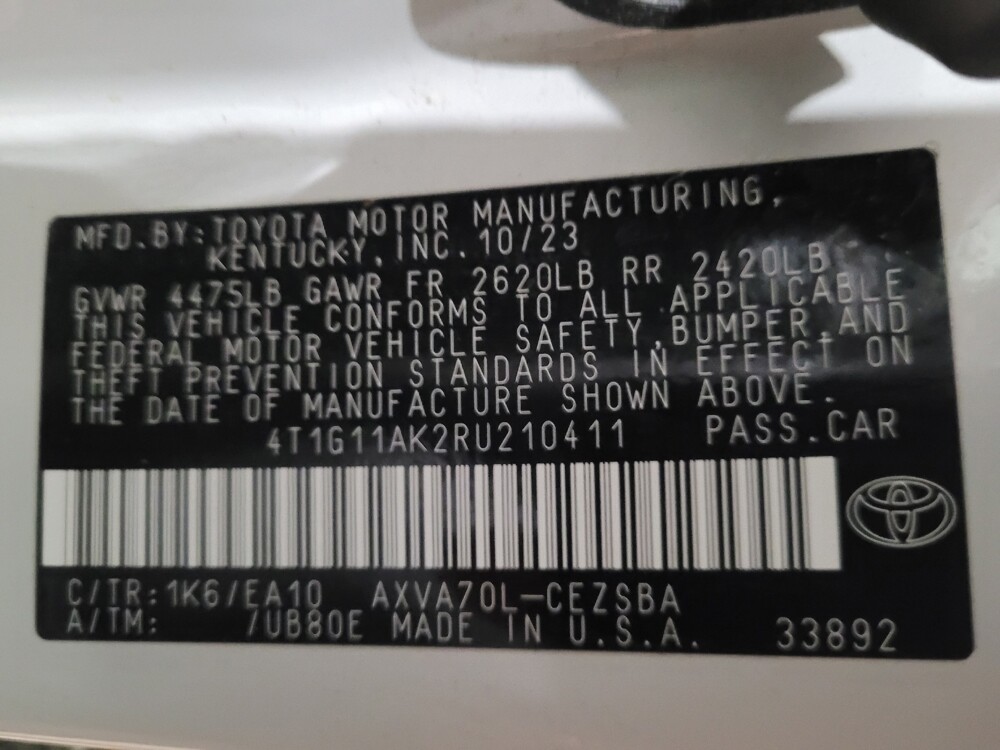 MFD.BY:TOYOTA MOTOR MANUFACTURING,
KENTUCKY,INC.10/23
GVWR 4475LB GAWR FR 2620LB RR 2420LB
THIS VEHICLE CONFORMS TO ALL APPLICABLE
FEDERAL MOTOR VEHICLE SAFETY,BUMPER,AND
THEFT PREVENTION STANDARDS IN EFFECT ON
THE DATE OF MANUFACTURE SHOWN ABOVE.
4T1G11AK2RU210411 PASS.CAR
C/TR:1K6/EA10 AXVA70L-CEZSBA
A/TM: /UB80E MADE IN U.S.A. 33892